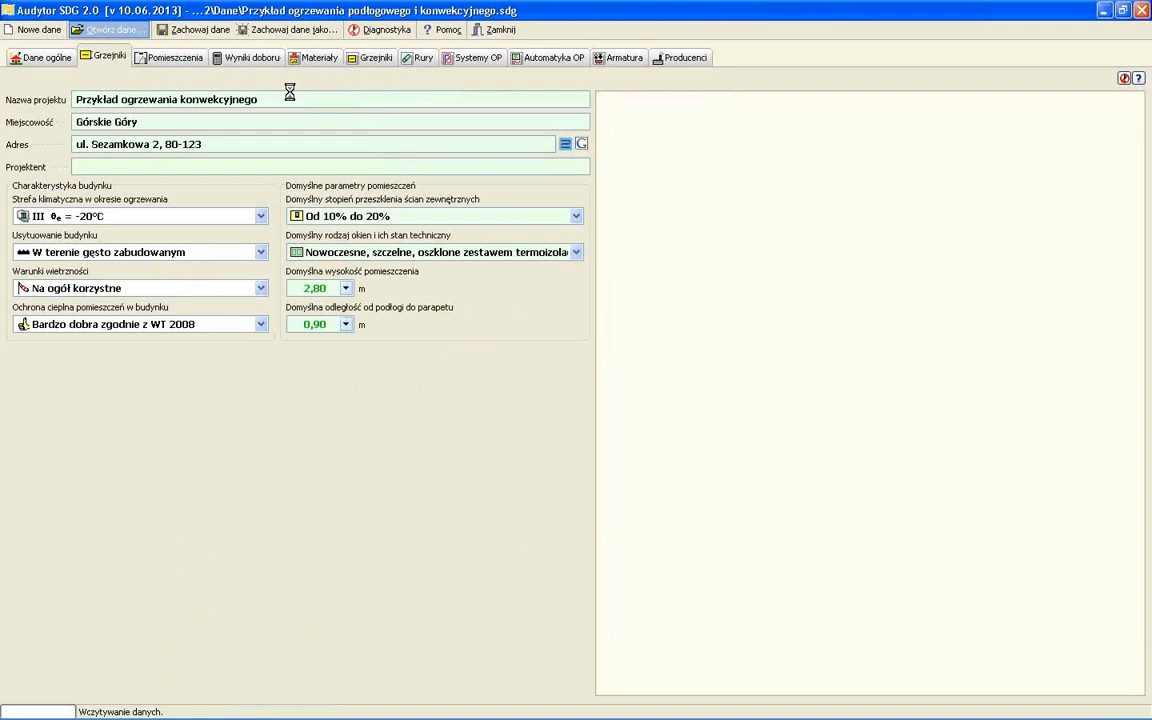 Audytor SDG 2.0 [v 10.06.2013] - ...2\Dane\Przykład ogrzewania podłogowego i konwekcyjnego.sdg
Nowe dane Otwórz dane... Zachowaj dane Zachowaj dane jako... Diagnostyka ? Pomoc Zamknij
Dane ogólne Grzejniki Pomieszczenia Wyniki doboru Materiały Grzejniki Rury Systemy OP Automatyka OP Armatura Producenci
Nazwa projektu Przykład ogrzewania konwekcyjnego
Miejscowość Górskie Góry
Adres ul. Sezamkowa 2, 80-123
Projektent
Charakterystyka budynku
Strefa klimatyczna w okresie ogrzewania
III θe = -20°C
Usytuowanie budynku
W terenie gęsto zabudowanym
Warunki wietrzności
Na ogół korzystne
Ochrona cieplna pomieszczeń w budynku
Bardzo dobra zgodnie z WT 2008
Domyślne parametry pomieszczeń
Domyślny stopień przeszklenia ścian zewnętrznych
Od 10% do 20%
Domyślny rodzaj okien i ich stan techniczny
Nowoczesne, szczelne, oszklone zestawem termoizola
Domyślna wysokość pomieszczenia
2,80 m
Domyślna odległość od podłogi do parapetu
0,90 m
Wczytywanie danych.